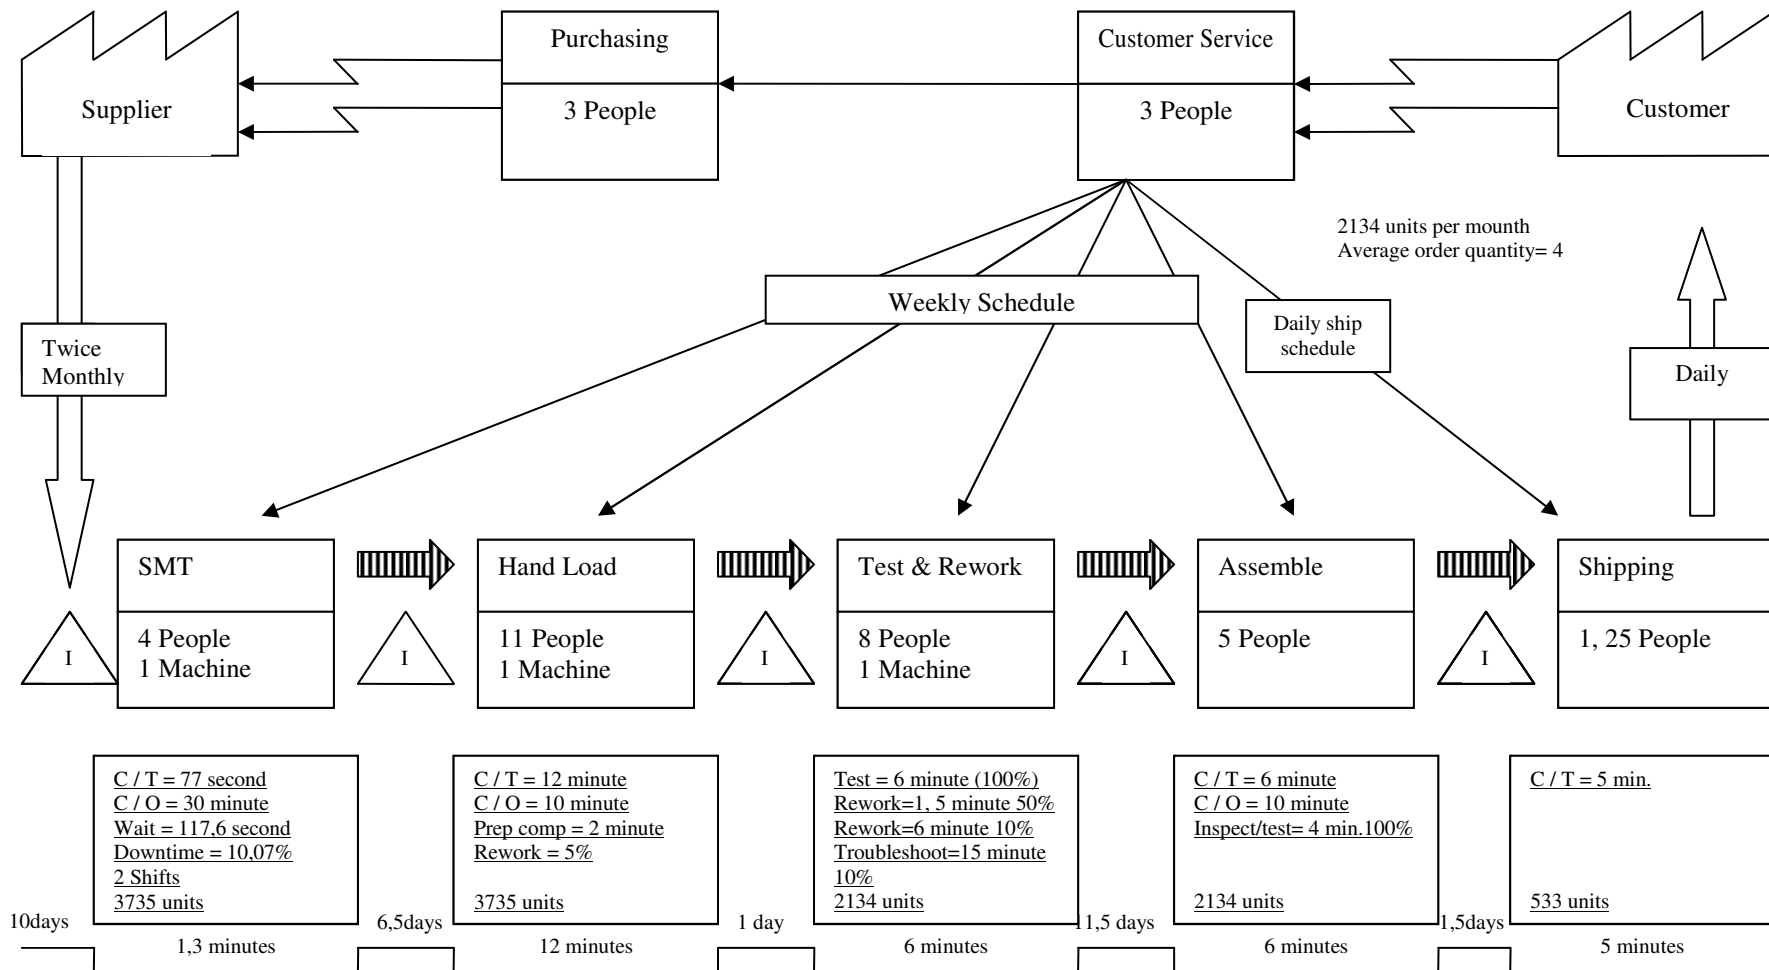 Purchasing
Customer Service
Supplier
3 People
3 People
Customer
2134 units per mounth
Average order quantity= 4
Weekly Schedule
Daily ship
schedule
Twice
Monthly
Daily
SMT
Hand Load
Test & Rework
Assemble
Shipping
I
4 People
1 Machine
I
11 People
1 Machine
I
8 People
1 Machine
I
5 People
I
1, 25 People
C / T = 77 second
C / O = 30 minute
Wait = 117,6 second
Downtime = 10,07%
2 Shifts
3735 units
C / T = 12 minute
C / O = 10 minute
Prep comp = 2 minute
Rework = 5%
3735 units
Test = 6 minute (100%)
Rework=1, 5 minute 50%
Rework=6 minute 10%
Troubleshoot=15 minute
10%
2134 units
C / T = 6 minute
C / O = 10 minute
Inspect/test= 4 min.100%
2134 units
C / T = 5 min.
533 units
10days
6,5days
1 day
11,5 days
1,5days
1,3 minutes
12 minutes
6 minutes
6 minutes
5 minutes